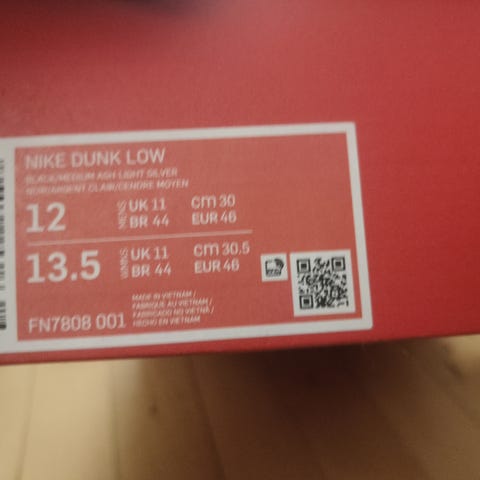 NIKE DUNK LOW
BLACK/MEDIUM ASH-LIGHT SILVER
NOIR/ARGENT CLAIR/CENDRE MOYEN
12 MENS UK 11 cm 30
BR 44 EUR 46
13.5 WMNS UK 11 cm 30.5
BR 44 EUR 46
MADE IN VIETNAM /
FABRIQUE AU VIETNAM /
FABRICADO NO VIETNÃ /
HECHO EN VIETNAM
FN7808 001